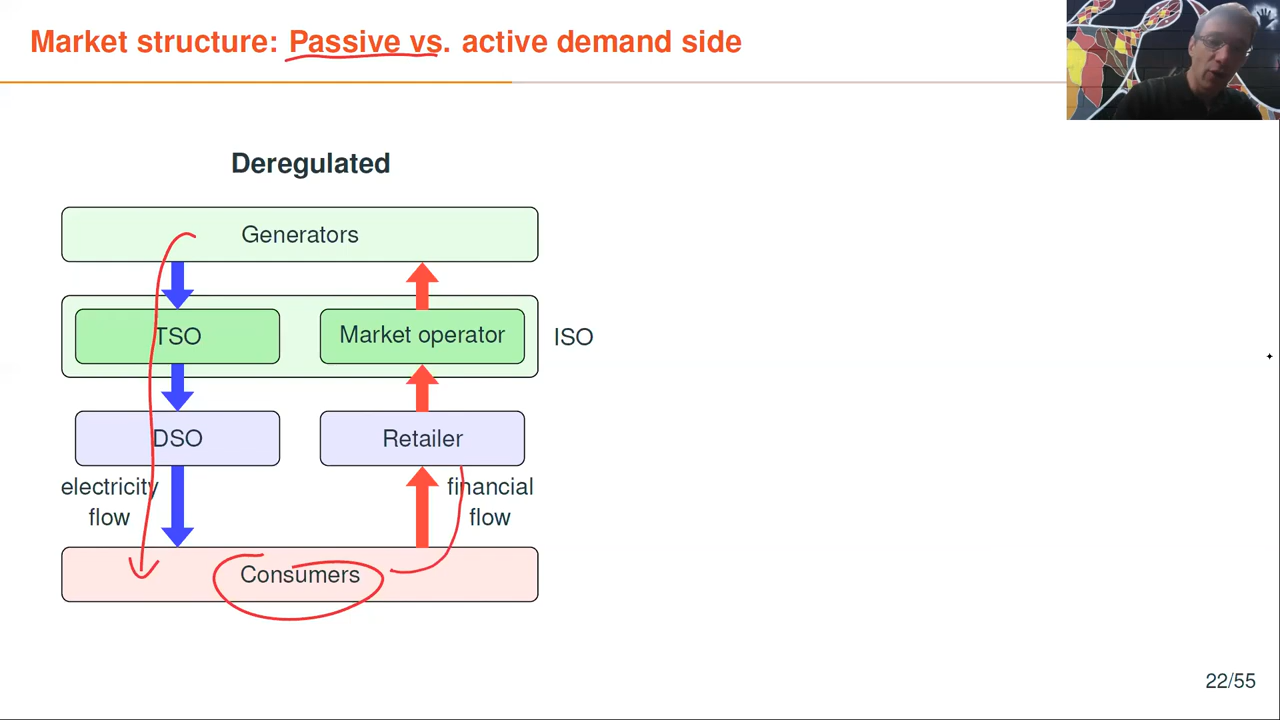 Market structure: Passive vs. active demand side
Deregulated
Generators
TSO
Market operator
ISO
DSO
Retailer
electricity
flow
financial
flow
Consumers
22/55